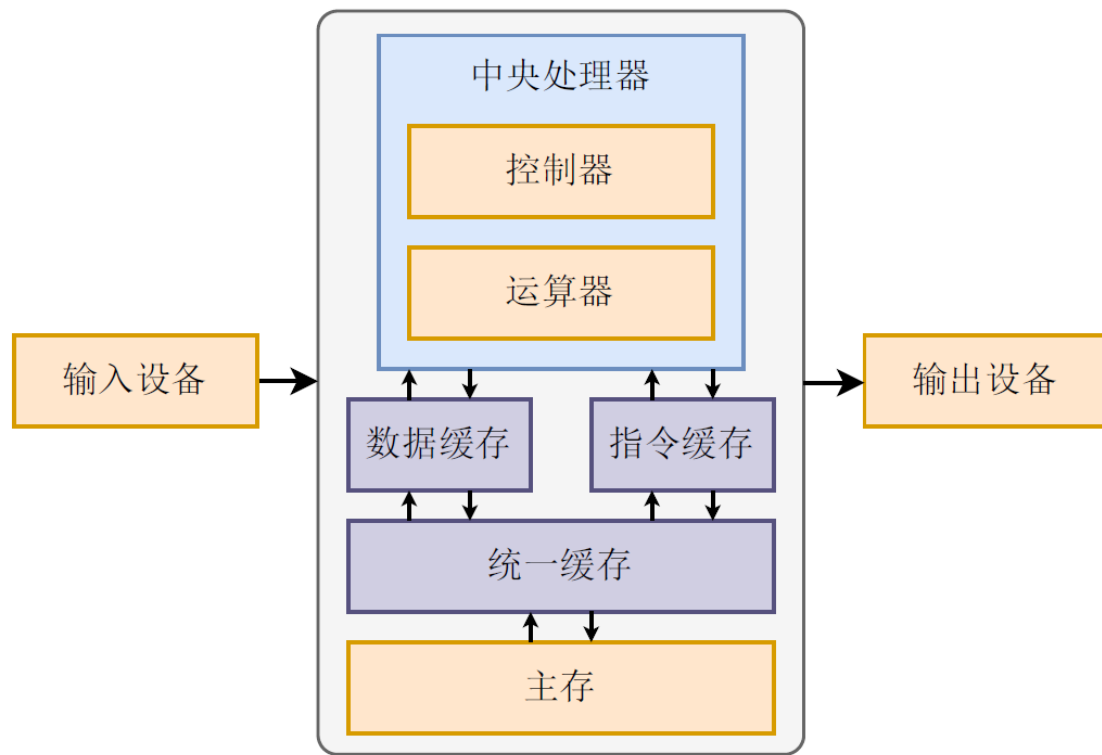 中央处理器
控制器
运算器
输入设备
输出设备
数据缓存
指令缓存
统一缓存
主存